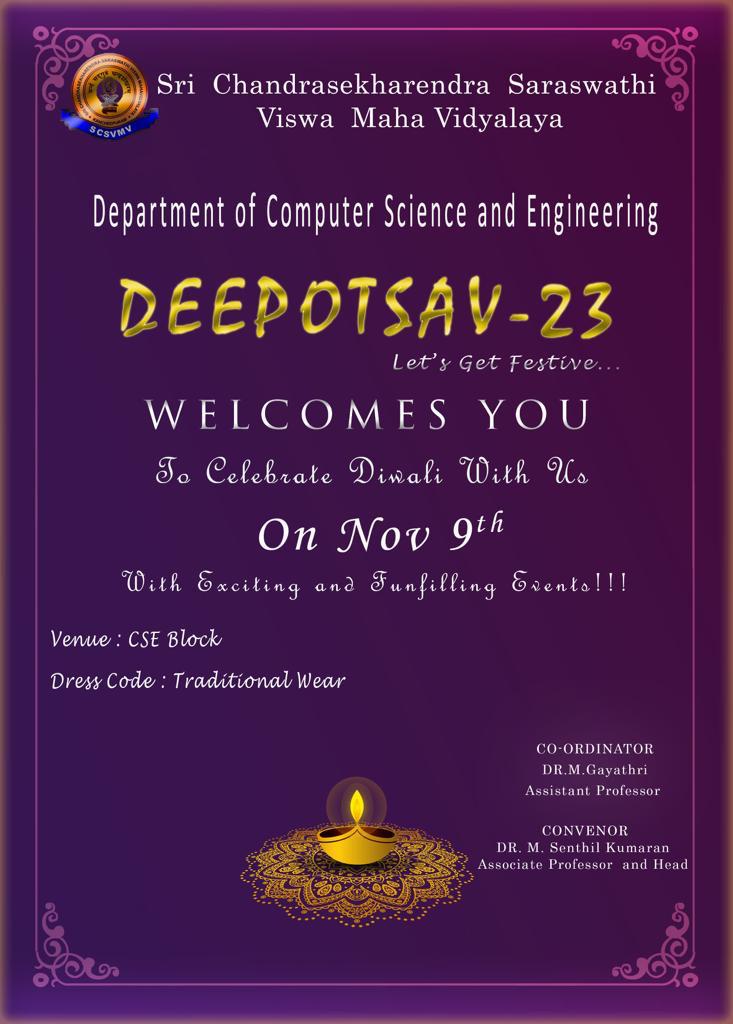 SCSVMV
Sri Chandrasekharendra Saraswathi
Viswa Maha Vidyalaya
Department of Computer Science and Engineering
DEEPOTSAV-23
Let's Get Festive...
WELCOMES YOU
To Celebrate Diwali With Us
On Nov 9th
With Exciting and Funfilling Events!!!
Venue : CSE Block
Dress Code : Traditional Wear
CO-ORDINATOR
DR.M.Gayathri
Assistant Professor
CONVENOR
DR. M. Senthil Kumaran
Associate Professor and Head